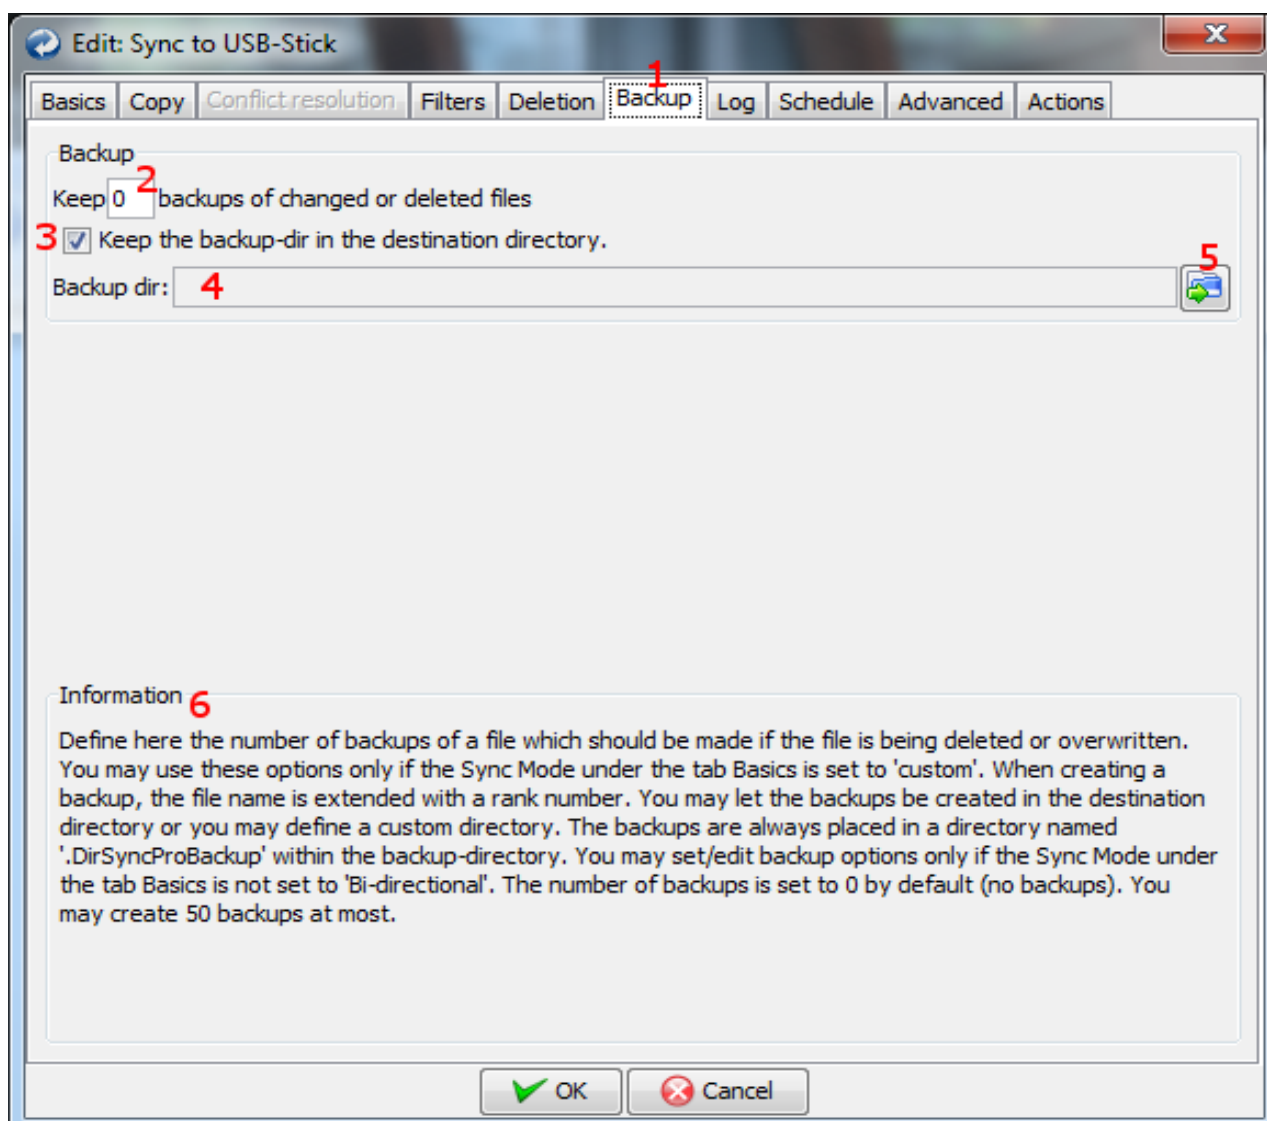 Edit: Sync to USB-Stick
x
1
Basics Copy Conflict resolution Filters Deletion Backup Log Schedule Advanced Actions
Backup
2
Keep 0 backups of changed or deleted files
3 Keep the backup-dir in the destination directory.
5
Backup dir: 4
Information 6
Define here the number of backups of a file which should be made if the file is being deleted or overwritten.
You may use these options only if the Sync Mode under the tab Basics is set to 'custom'. When creating a
backup, the file name is extended with a rank number. You may let the backups be created in the destination
directory or you may define a custom directory. The backups are always placed in a directory named
'.DirSyncProBackup' within the backup-directory. You may set/edit backup options only if the Sync Mode under
the tab Basics is not set to 'Bi-directional'. The number of backups is set to 0 by default (no backups). You
may create 50 backups at most.
OK Cancel